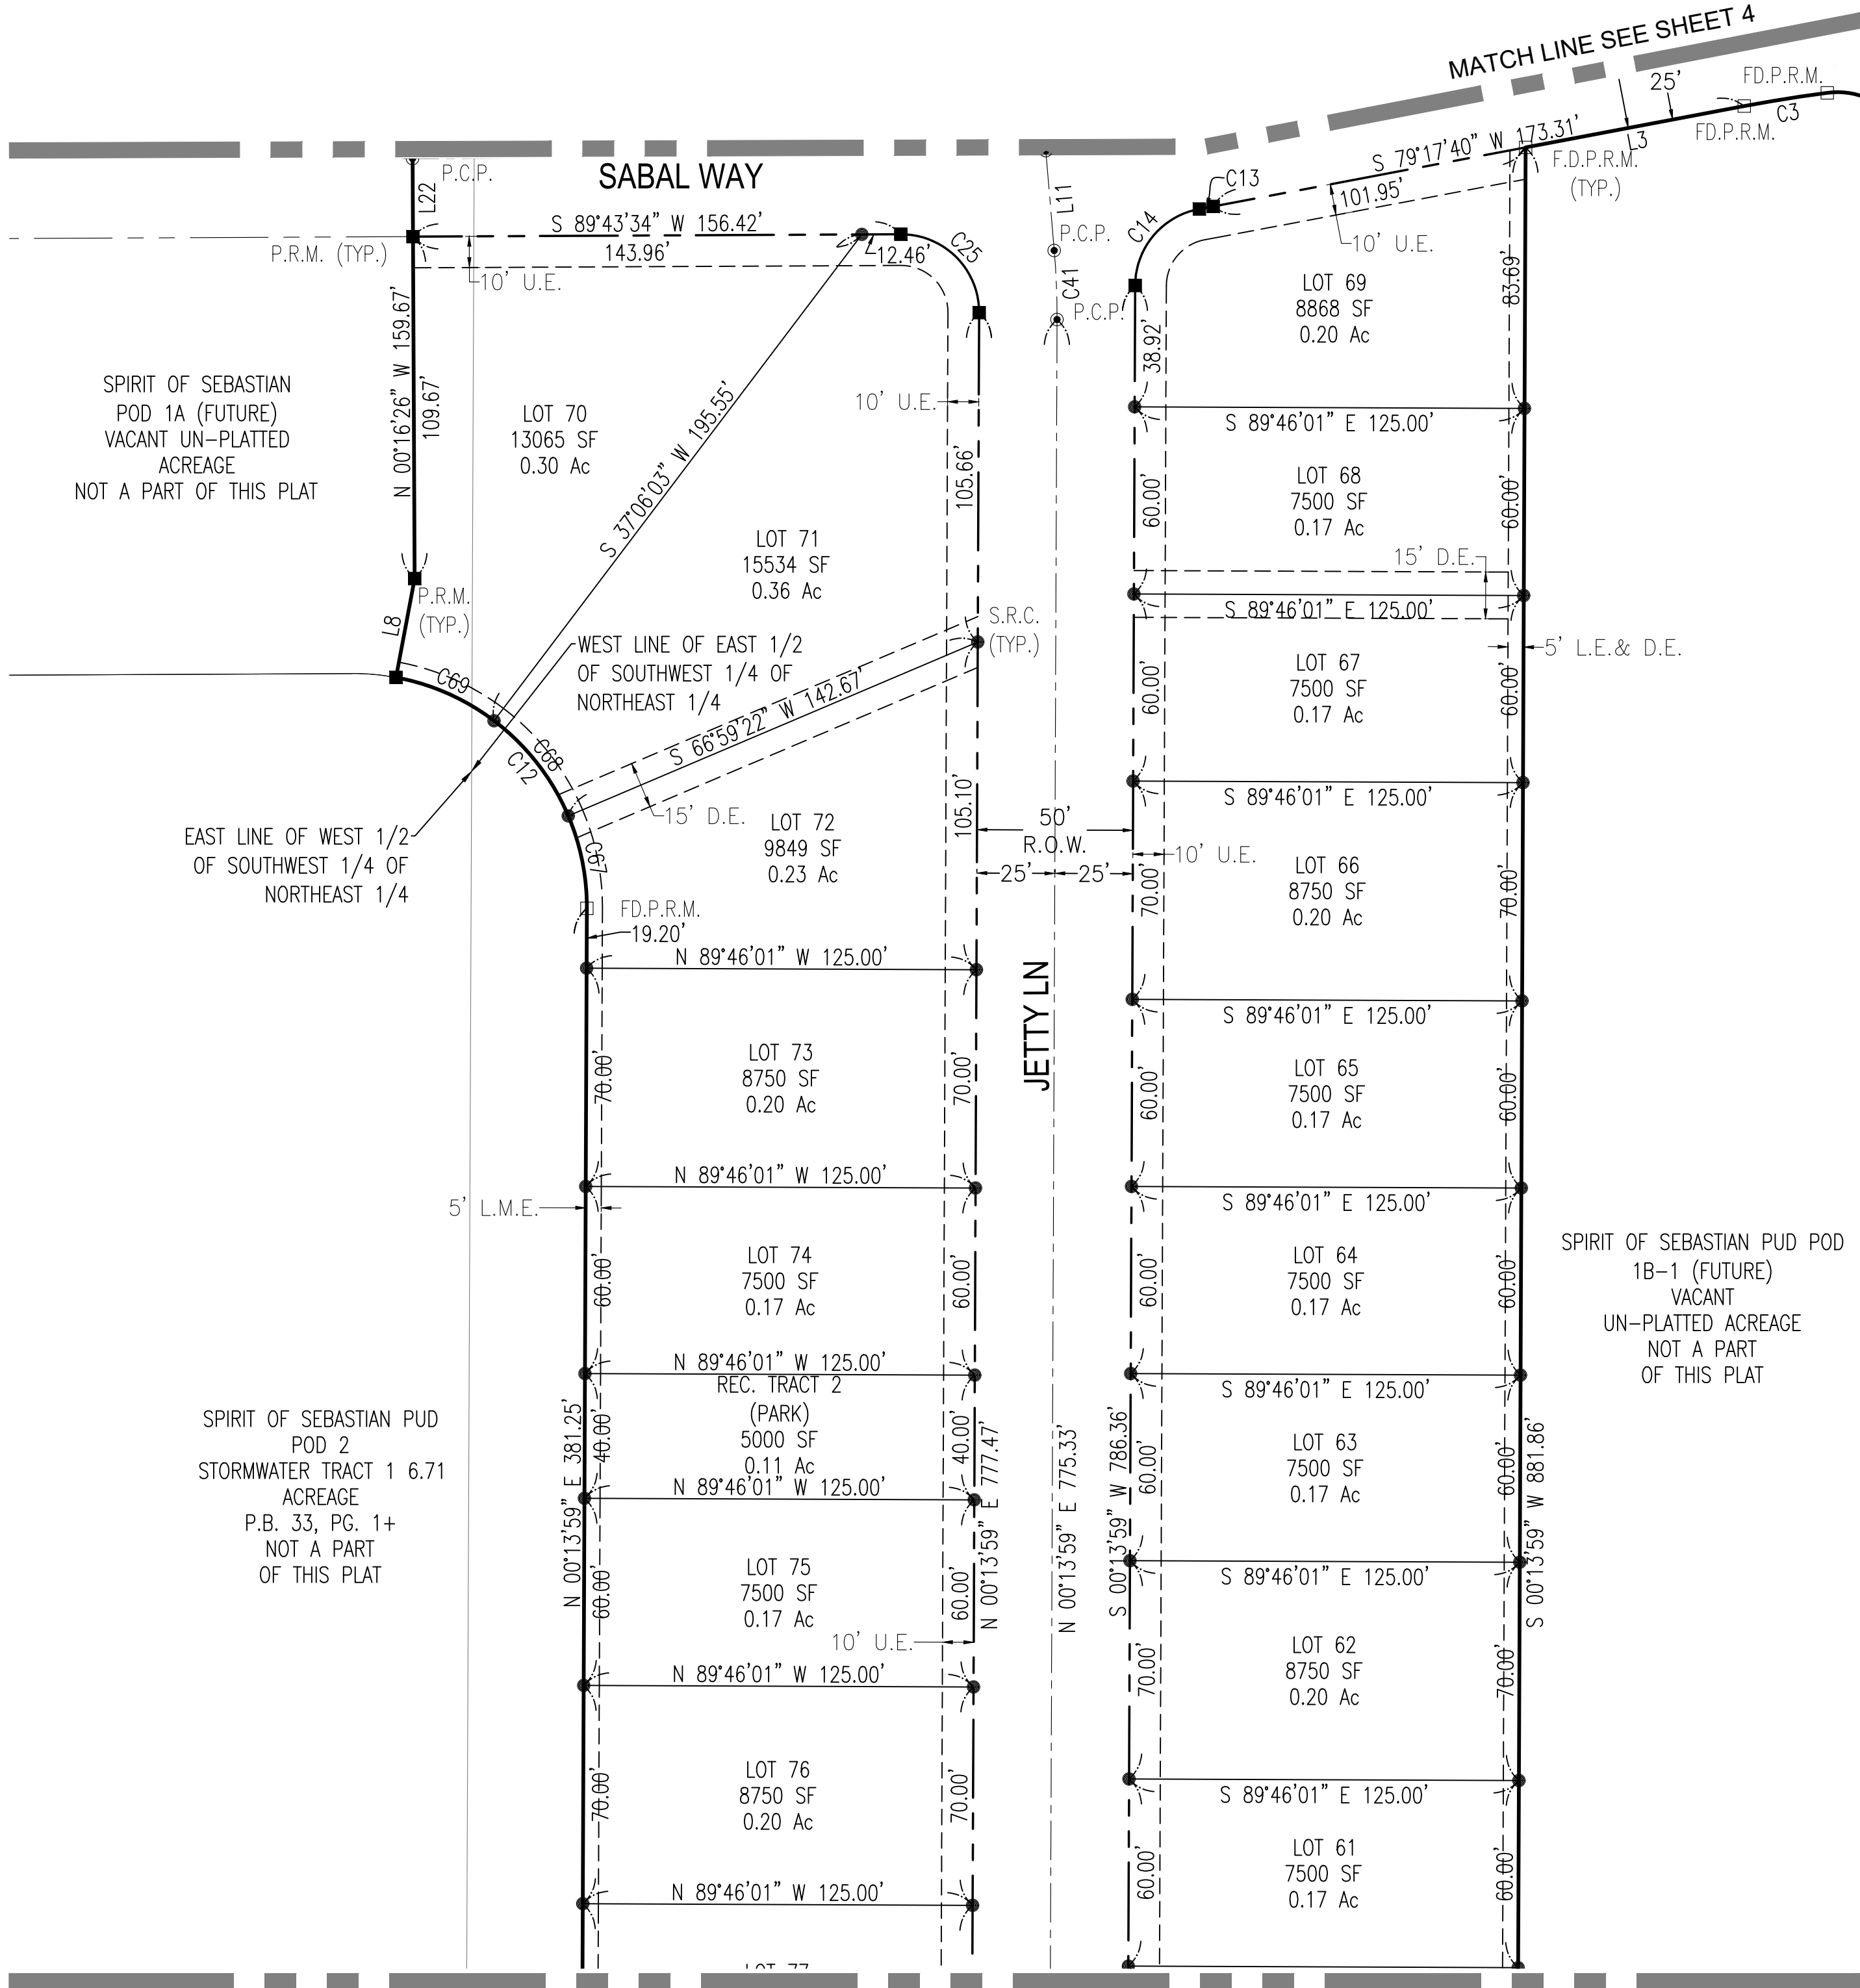 MATCH LINE SEE SHEET 4
25'
FD.P.R.M.
C3
FD.P.R.M.
L3
S 79°17'40" W 173.31'
F.D.P.R.M.
(TYP.)
101.95'
10' U.E.
C13
C14
P.C.P.
SABAL WAY
L22
L11
P.C.P.
C41
P.C.P.
S 89°43'34" W 156.42'
143.96'
12.46'
C25
P.R.M. (TYP.)
10' U.E.
N 00°16'26" W 159.67'
109.67'
SPIRIT OF SEBASTIAN
POD 1A (FUTURE)
VACANT UN-PLATTED
ACREAGE
NOT A PART OF THIS PLAT
LOT 70
13065 SF
0.30 Ac
S 37°06'03" W 195.55'
10' U.E.
105.66'
LOT 71
15534 SF
0.36 Ac
P.R.M.
(TYP.)
L8
S.R.C.
(TYP.)
WEST LINE OF EAST 1/2
OF SOUTHWEST 1/4 OF
NORTHEAST 1/4
C69
C68
C12
C67
S 66°59'22" W 142.67'
15' D.E.
EAST LINE OF WEST 1/2
OF SOUTHWEST 1/4 OF
NORTHEAST 1/4
LOT 72
9849 SF
0.23 Ac
105.10'
FD.P.R.M.
19.20'
50'
R.O.W.
25'
25'
10' U.E.
N 89°46'01" W 125.00'
JETTY LN
70.00'
LOT 73
8750 SF
0.20 Ac
70.00'
N 89°46'01" W 125.00'
5' L.M.E.
60.00'
LOT 74
7500 SF
0.17 Ac
60.00'
N 89°46'01" W 125.00'
REC. TRACT 2
(PARK)
5000 SF
0.11 Ac
40.00'
40.00'
N 89°46'01" W 125.00'
SPIRIT OF SEBASTIAN PUD
POD 2
STORMWATER TRACT 1 6.71
ACREAGE
P.B. 33, PG. 1+
NOT A PART
OF THIS PLAT
N 00°13'59" E 381.25'
60.00'
LOT 75
7500 SF
0.17 Ac
60.00'
10' U.E.
N 89°46'01" W 125.00'
70.00'
LOT 76
8750 SF
0.20 Ac
70.00'
N 89°46'01" W 125.00'
LOT 77
N 00°13'59" E 777.47'
N 00°13'59" E 775.33'
S 00°13'59" W 786.36'
S 00°13'59" W 881.86'
LOT 69
8868 SF
0.20 Ac
38.92'
83.69'
S 89°46'01" E 125.00'
60.00'
LOT 68
7500 SF
0.17 Ac
60.00'
15' D.E.
S 89°46'01" E 125.00'
5' L.E.& D.E.
60.00'
LOT 67
7500 SF
0.17 Ac
60.00'
S 89°46'01" E 125.00'
70.00'
LOT 66
8750 SF
0.20 Ac
70.00'
S 89°46'01" E 125.00'
60.00'
LOT 65
7500 SF
0.17 Ac
60.00'
S 89°46'01" E 125.00'
60.00'
LOT 64
7500 SF
0.17 Ac
60.00'
S 89°46'01" E 125.00'
SPIRIT OF SEBASTIAN PUD POD
1B-1 (FUTURE)
VACANT
UN-PLATTED ACREAGE
NOT A PART
OF THIS PLAT
60.00'
LOT 63
7500 SF
0.17 Ac
60.00'
S 89°46'01" E 125.00'
70.00'
LOT 62
8750 SF
0.20 Ac
70.00'
S 89°46'01" E 125.00'
60.00'
LOT 61
7500 SF
0.17 Ac
60.00'